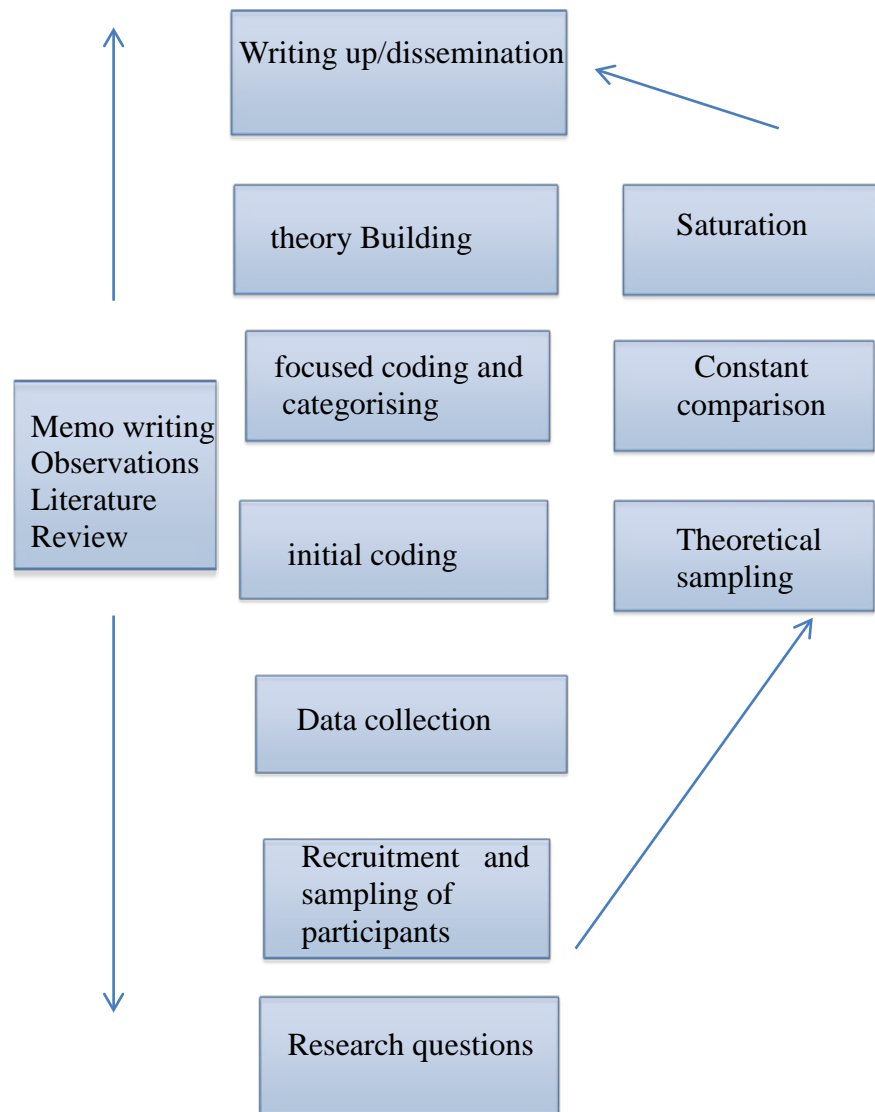 Writing up/dissemination
theory Building
Saturation
focused coding and
categorising
Constant
comparison
Memo writing
Observations
Literature
Review
initial coding
Theoretical
sampling
Data collection
Recruitment and
sampling of
participants
Research questions